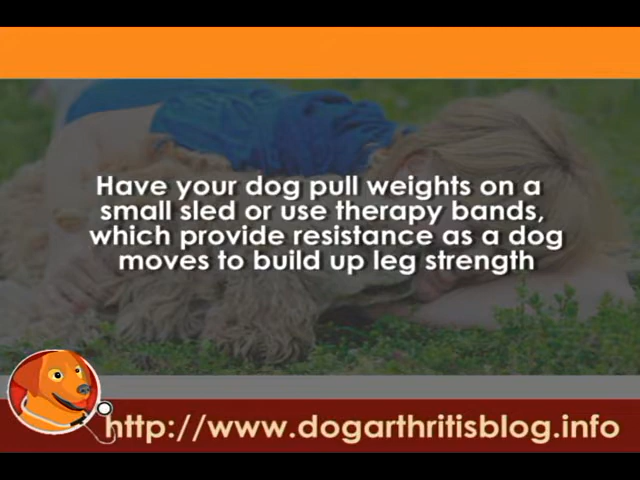 Have your dog pull weights on a
small sled or use therapy bands,
which provide resistance as a dog
moves to build up leg strength
http://www.dogarthritisblog.info